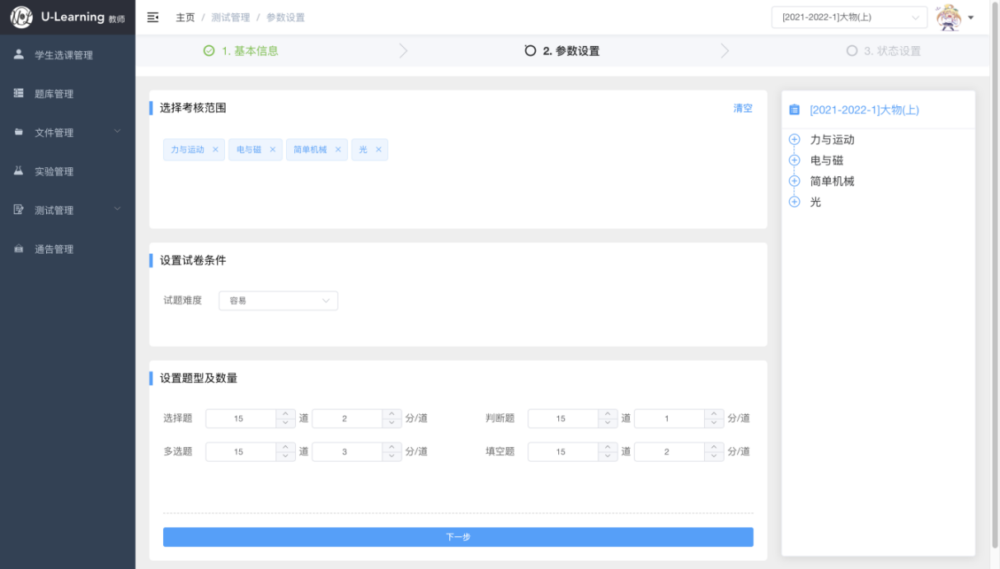 U-Learning 教师
主页 / 测试管理 / 参数设置
[2021-2022-1]大物(上)
学生选课管理
题库管理
文件管理
实验管理
测试管理
通告管理
1. 基本信息
2. 参数设置
3. 状态设置
选择考核范围 清空
力与运动 × 电与磁 × 简单机械 × 光 ×
设置试卷条件
试题难度 容易
设置题型及数量
选择题 15 道 2 分/道 判断题 15 道 1 分/道
多选题 15 道 3 分/道 填空题 15 道 2 分/道
下一步
[2021-2022-1]大物(上)
力与运动
电与磁
简单机械
光